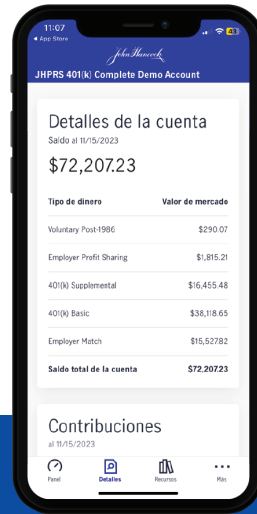 11:07
43
◀ App Store
John Hancock
JHPRS 401(k) Complete Demo Account
Detalles de la cuenta
Saldo al 11/15/2023
$72,207.23
Tipo de dinero Valor de mercado
Voluntary Post-1986 $290.07
Employer Profit Sharing $1,815.21
401(k) Supplemental $16,455.48
401(k) Basic $38,118.65
Employer Match $15,527.82
Saldo total de la cuenta $72,207.23
Contribuciones
al 11/15/2023
Panel Detalles Recursos Más